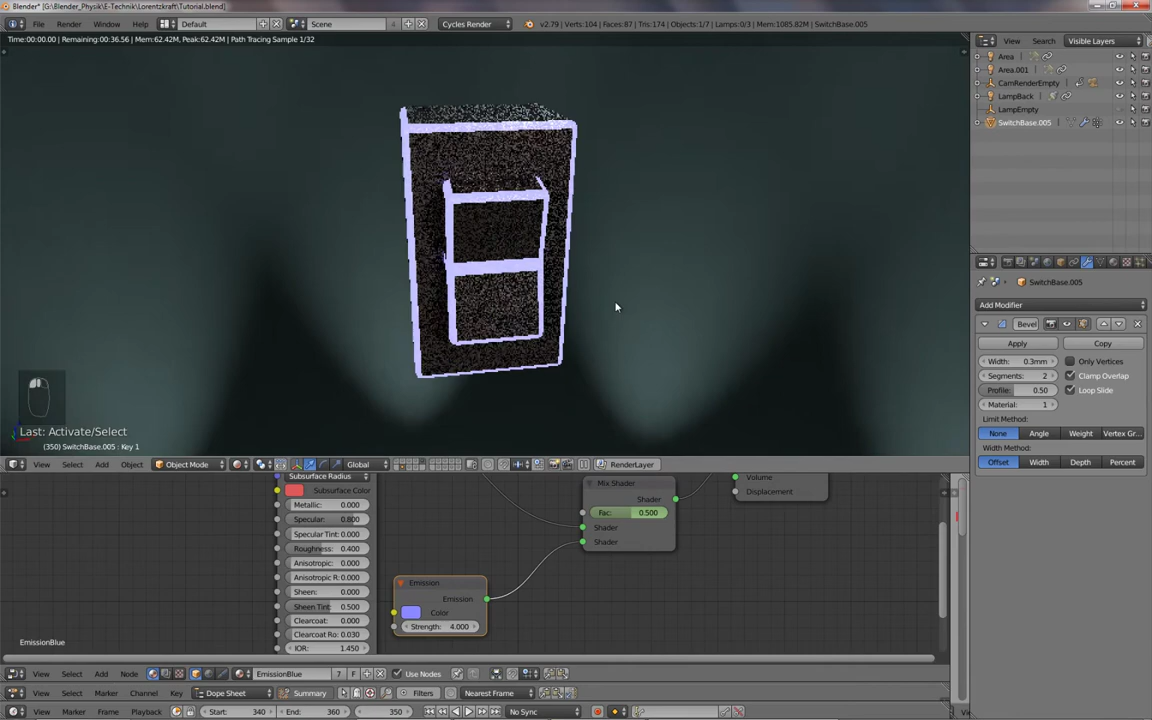 Blender* [G:\Blender_Physik\E-Technik\Lorentzkraft\Tutorial.blend]
File Render Window Help Default Scene Cycles Render v2.79 | Verts:104 | Faces:87 | Tris:174 | Objects:1/7 | Lamps:0/3 | Mem:1085.82M | SwitchBase.005
Time:00:00.00 | Remaining:00:36.56 | Mem:62.42M, Peak:62.42M | Path Tracing Sample 1/32
View Search Visible Layers
Area
Area.001
CamRenderEmpty
LampBack
LampEmpty
SwitchBase.005
SwitchBase.005
Add Modifier
Bevel
Apply Copy
Width: 0.3mm Only Vertices
Segments: 2 Clamp Overlap
Profile: 0.50 Loop Slide
Material: 1
Limit Method:
None Angle Weight Vertex Gr...
Width Method:
Offset Width Depth Percent
Last: Activate/Select
(350) SwitchBase.005 : Key 1
View Select Add Object Object Mode Global RenderLayer
Subsurface Radius
Subsurface Color
Metallic: 0.000
Specular: 0.800
Specular Tint: 0.000
Roughness: 0.400
Anisotropic: 0.000
Anisotropic R: 0.000
Sheen: 0.000
Sheen Tint: 0.500
Clearcoat: 0.000
Clearcoat Ro: 0.030
IOR: 1.450
Emission
Emission
Color
Strength: 4.000
Mix Shader
Shader
Fac: 0.500
Shader
Shader
Volume
Displacement
EmissionBlue
View Select Add Node EmissionBlue 7 F Use Nodes
View Select Marker Channel Key Dope Sheet Summary Filters Nearest Frame
View Marker Frame Playback Start: 340 End: 360 350 No Sync